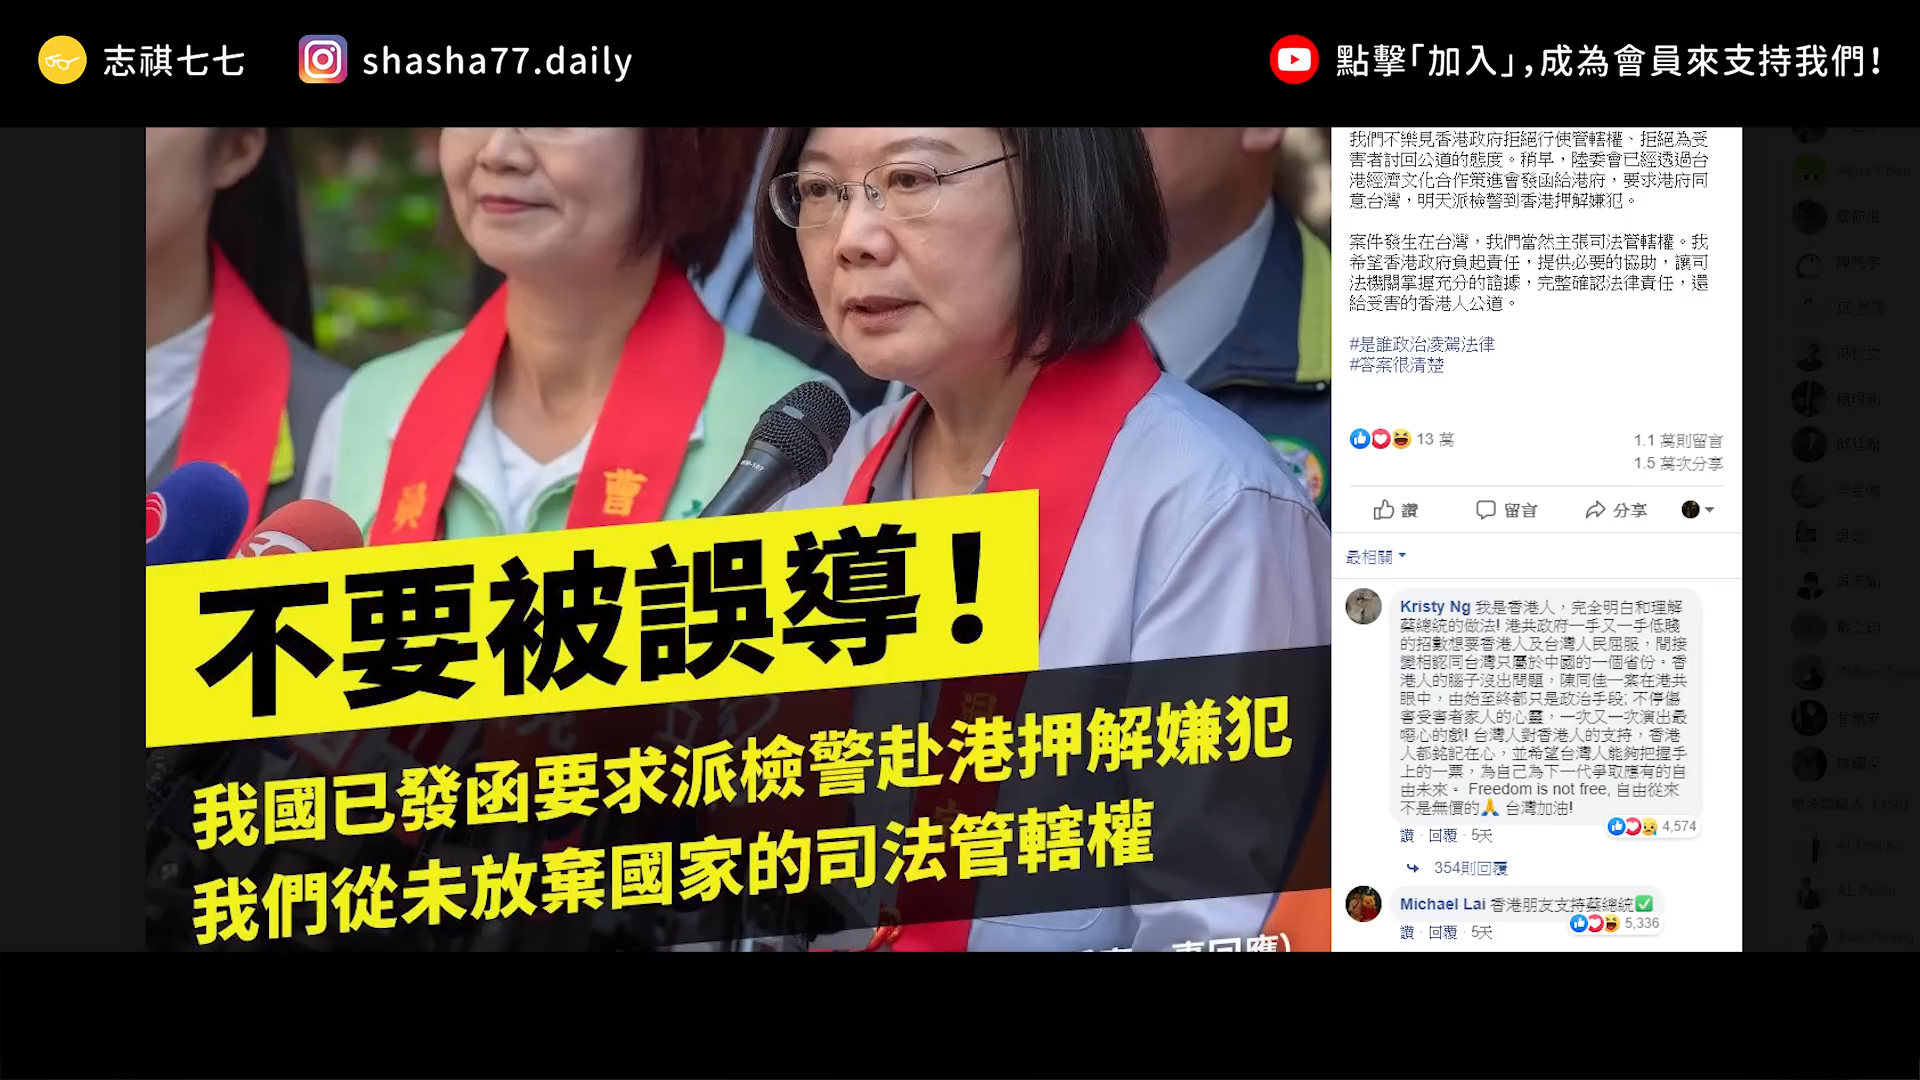 志祺七七
shasha77.daily
點擊「加入」,成為會員來支持我們!
我們不樂見香港政府拒絕行使管轄權、拒絕為受
害者討回公道的態度。稍早,陸委會已經透過台
港經濟文化合作策進會發函給港府,要求港府同
意台灣,明天派檢警到香港押解嫌犯。
案件發生在台灣,我們當然主張司法管轄權。我
希望香港政府負起責任,提供必要的協助,讓司
法機關掌握充分的證據,完整確認法律責任,還
給受害的香港人公道。
#是誰政治凌駕法律
#答案很清楚
13 萬
1.1 萬則留言
1.5 萬次分享
讚
留言
分享
最相關
Kristy Ng 我是香港人,完全明白和理解
蔡總統的做法! 港共政府一手又一手低賤
的招數想要香港人及台灣人民屈服,間接
變相認同台灣只屬於中國的一個省份。香
港人的腦子沒出問題,陳同佳一案在港共
眼中,由始至終都只是政治手段; 不停傷
害受害者家人的心靈,一次又一次演出最
噁心的戲! 台灣人對香港人的支持,香港
人都銘記在心,並希望台灣人能夠把握手
上的一票,為自己為下一代爭取應有的自
由未來。 Freedom is not free, 自由從來
不是無價的🙏 台灣加油!
4,574
讚 · 回覆 · 5天
354則回覆
Michael Lai 香港朋友支持蔡總統✅
5,336
讚 · 回覆 · 5天
員
曹
不要被誤導!
我國已發函要求派檢警赴港押解嫌犯
我們從未放棄國家的司法管轄權